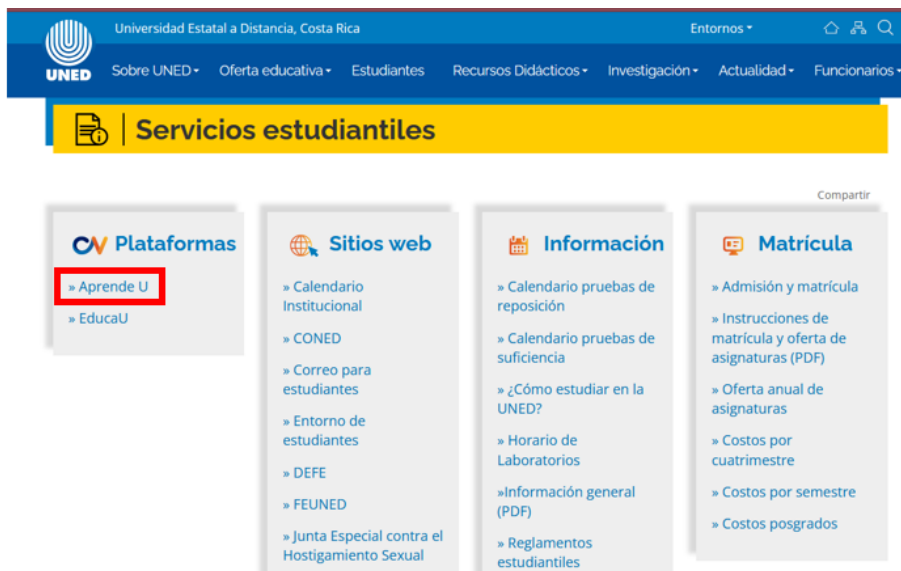 Universidad Estatal a Distancia, Costa Rica
Entornos
UNED
Sobre UNED
Oferta educativa
Estudiantes
Recursos Didácticos
Investigación
Actualidad
Funcionarios
Servicios estudiantiles
Compartir
Plataformas
» Aprende U
» EducaU
Sitios web
» Calendario
Institucional
» CONED
» Correo para
estudiantes
» Entorno de
estudiantes
» DEFE
» FEUNED
» Junta Especial contra el
Hostigamiento Sexual
Información
» Calendario pruebas de
reposición
» Calendario pruebas de
suficiencia
» ¿Cómo estudiar en la
UNED?
» Horario de
Laboratorios
»Información general
(PDF)
» Reglamentos
estudiantiles
Matrícula
» Admisión y matrícula
» Instrucciones de
matrícula y oferta de
asignaturas (PDF)
» Oferta anual de
asignaturas
» Costos por
cuatrimestre
» Costos por semestre
» Costos posgrados